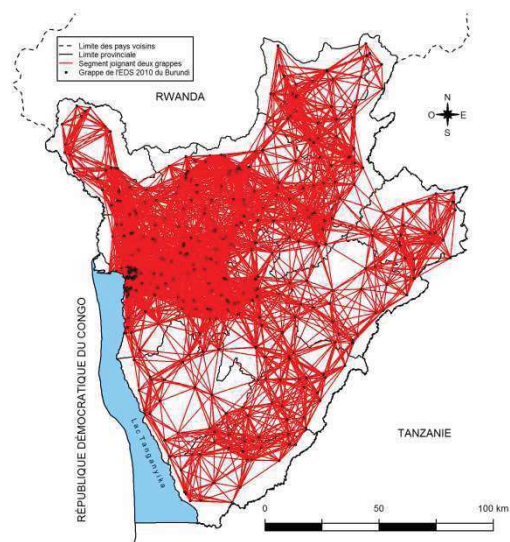 Limite des pays voisins
Limite provinciale
Segment joignant deux grappes
Grappe de l'EDS 2010 du Burundi
RWANDA
N
O E
S
RÉPUBLIQUE DÉMOCRATIQUE DU CONGO
Lac Tanganyika
TANZANIE
0 50 100 km